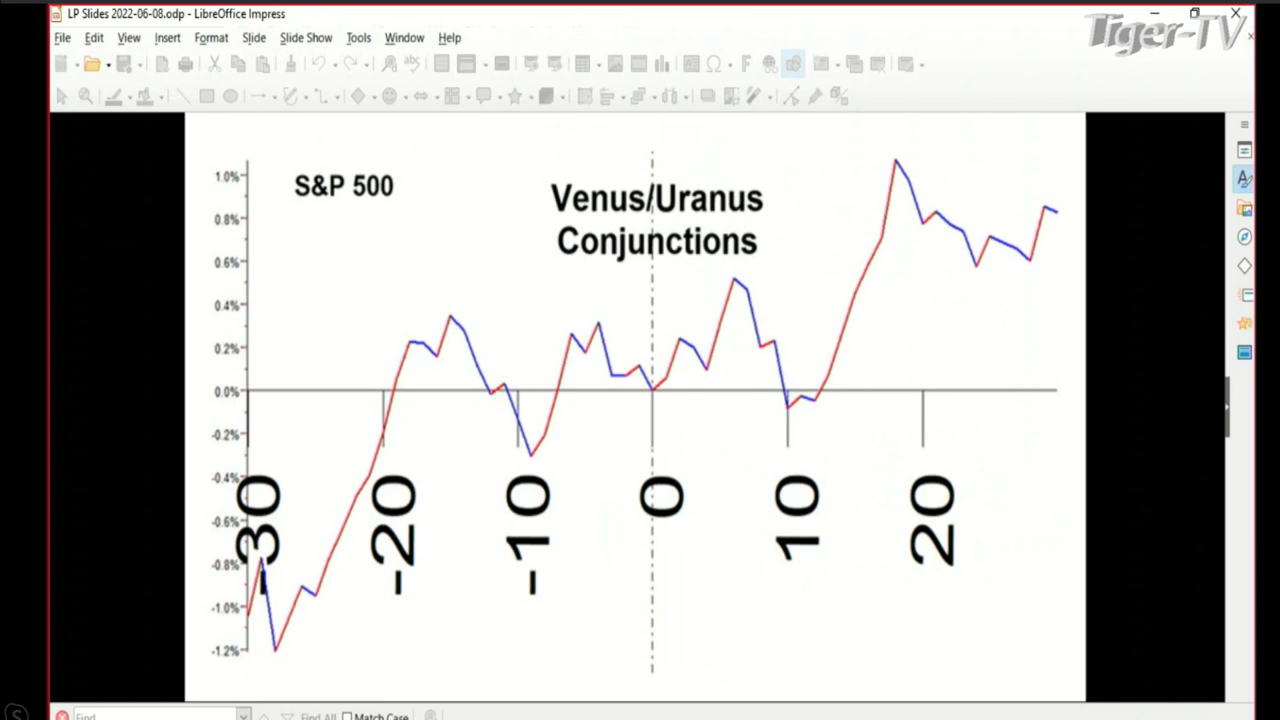 LP Slides 2022-06-08.odp - LibreOffice Impress
Tiger-TV
File Edit View Insert Format Slide Slide Show Tools Window Help
S&P 500
Venus/Uranus
Conjunctions
1.0%
0.8%
0.6%
0.4%
0.2%
0.0%
-0.2%
-0.4%
-0.6%
-0.8%
-1.0%
-1.2%
-30 -20 -10 0 10 20
Find Find All Match Case